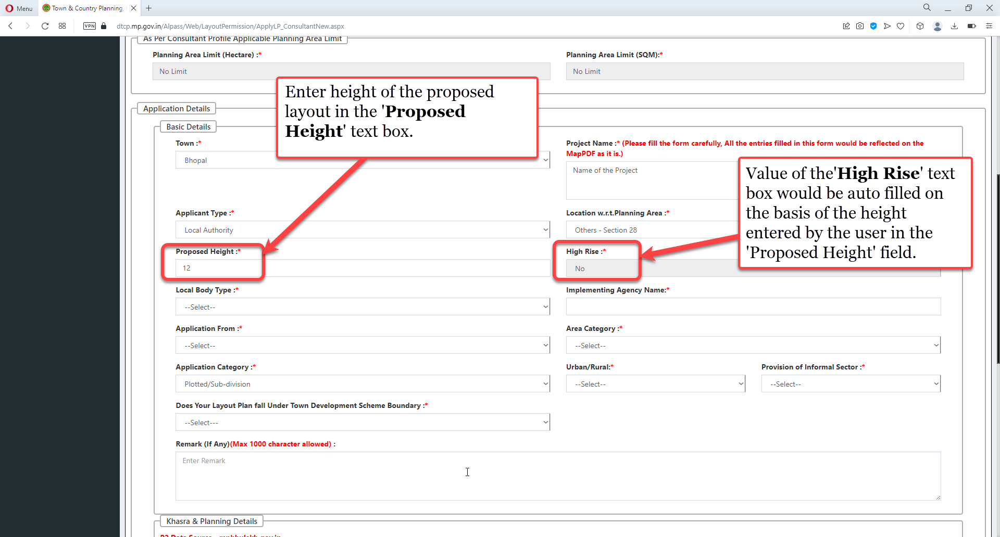 Menu
Town & Country Planning,
VPN
dtcp.mp.gov.in/Alpass/Web/LayoutPermission/ApplyLP_ConsultantNew.aspx
As Per Consultant Profile Applicable Planning Area Limit
Planning Area Limit (Hectare) :*
Planning Area Limit (SQM):*
No Limit
No Limit
Enter height of the proposed
layout in the 'Proposed
Height' text box.
Application Details
Basic Details
Town :*
Bhopal
Project Name :* (Please fill the form carefully, All the entries filled in this form would be reflected on the
MapPDF as it is.)
Name of the Project
Value of the'High Rise' text
box would be auto filled on
the basis of the height
entered by the user in the
'Proposed Height' field.
Applicant Type :*
Local Authority
Location w.r.t.Planning Area :*
Others - Section 28
Proposed Height :*
12
High Rise :*
No
Local Body Type :*
--Select--
Implementing Agency Name:*
Application From :*
--Select--
Area Category :*
--Select--
Application Category :*
Plotted/Sub-division
Urban/Rural:*
--Select--
Provision of Informal Sector :*
--Select--
Does Your Layout Plan fall Under Town Development Scheme Boundary :*
--Select---
Remark (If Any)(Max 1000 character allowed) :
Enter Remark
Khasra & Planning Details